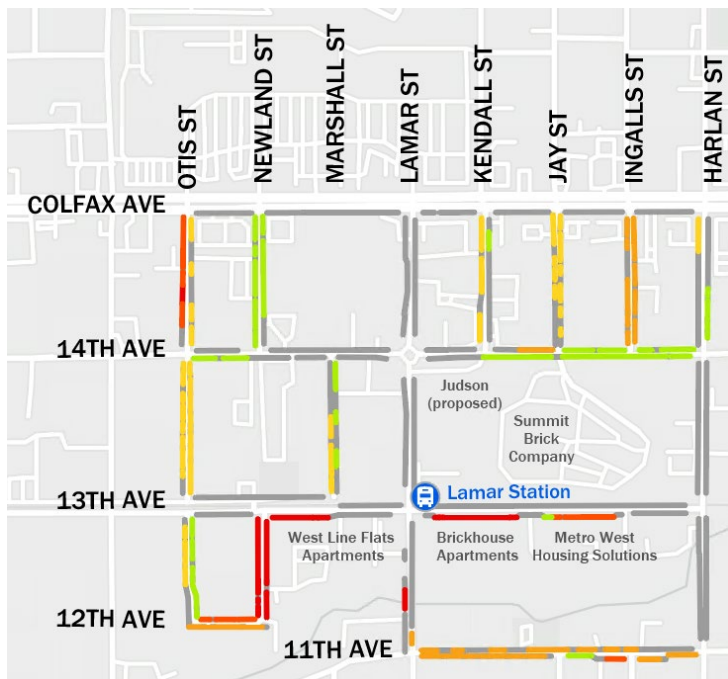 OTIS ST
NEWLAND ST
MARSHALL ST
LAMAR ST
KENDALL ST
JAY ST
INGALLS ST
HARLAN ST
COLFAX AVE
14TH AVE
Judson
(proposed)
Summit
Brick
Company
13TH AVE
Lamar Station
West Line Flats
Apartments
Brickhouse
Apartments
Metro West
Housing Solutions
12TH AVE
11TH AVE